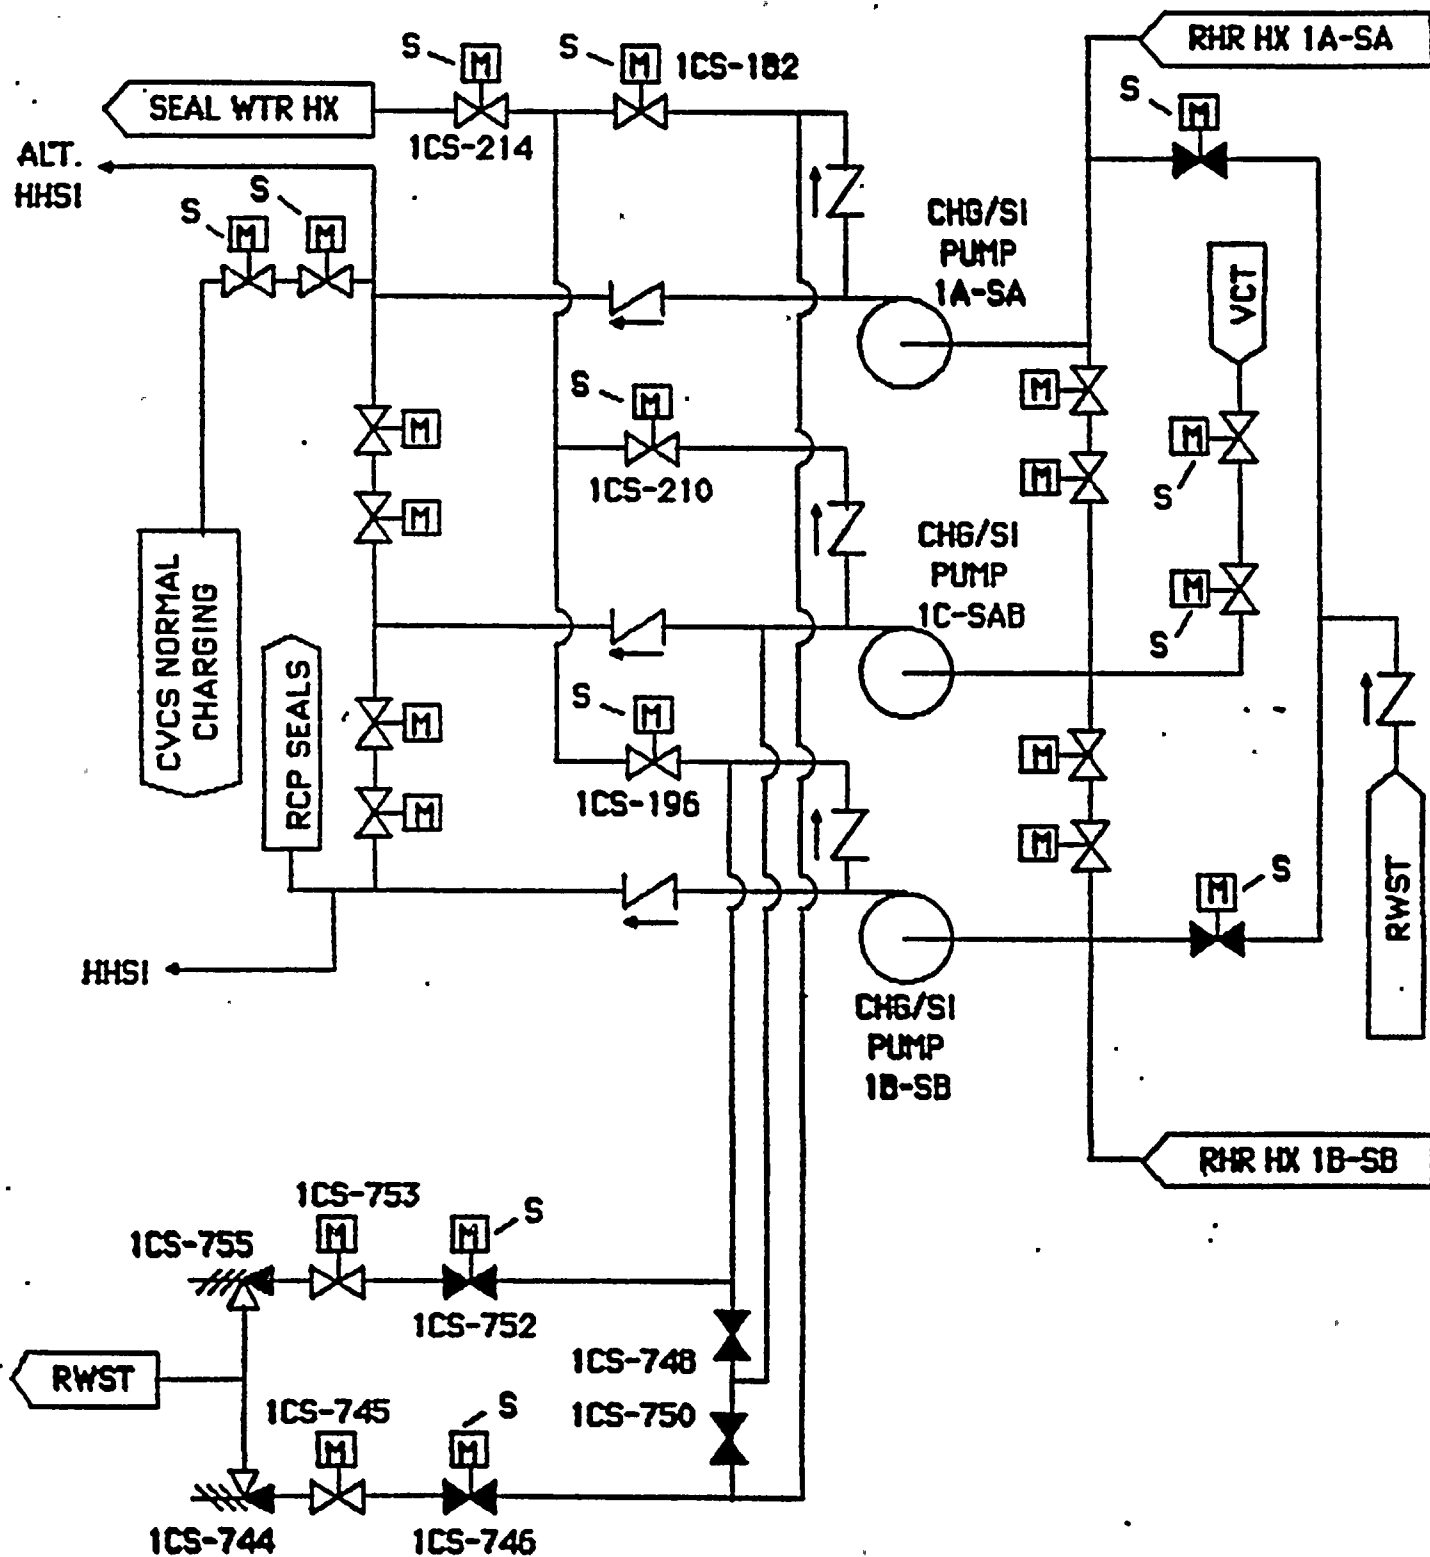 RHR HX 1A-SA
S
M
S
M
1CS-182
S
M
SEAL WTR HX
1CS-214
ALT.
HHSI
S
M
S
M
CHG/SI
PUMP
1A-SA
VCT
M
S
M
1CS-210
M
M
M
M
S
M
CHG/SI
PUMP
1C-SAB
M
S
CVCS NORMAL
CHARGING
RCP SEALS
M
S
M
1CS-196
M
M
M
S
M
RWST
HHSI
CHG/SI
PUMP
1B-SB
RHR HX 1B-SB
1CS-753
M
S
M
1CS-755
1CS-752
1CS-748
RWST
1CS-745
M
S
M
1CS-750
1CS-744
1CS-746